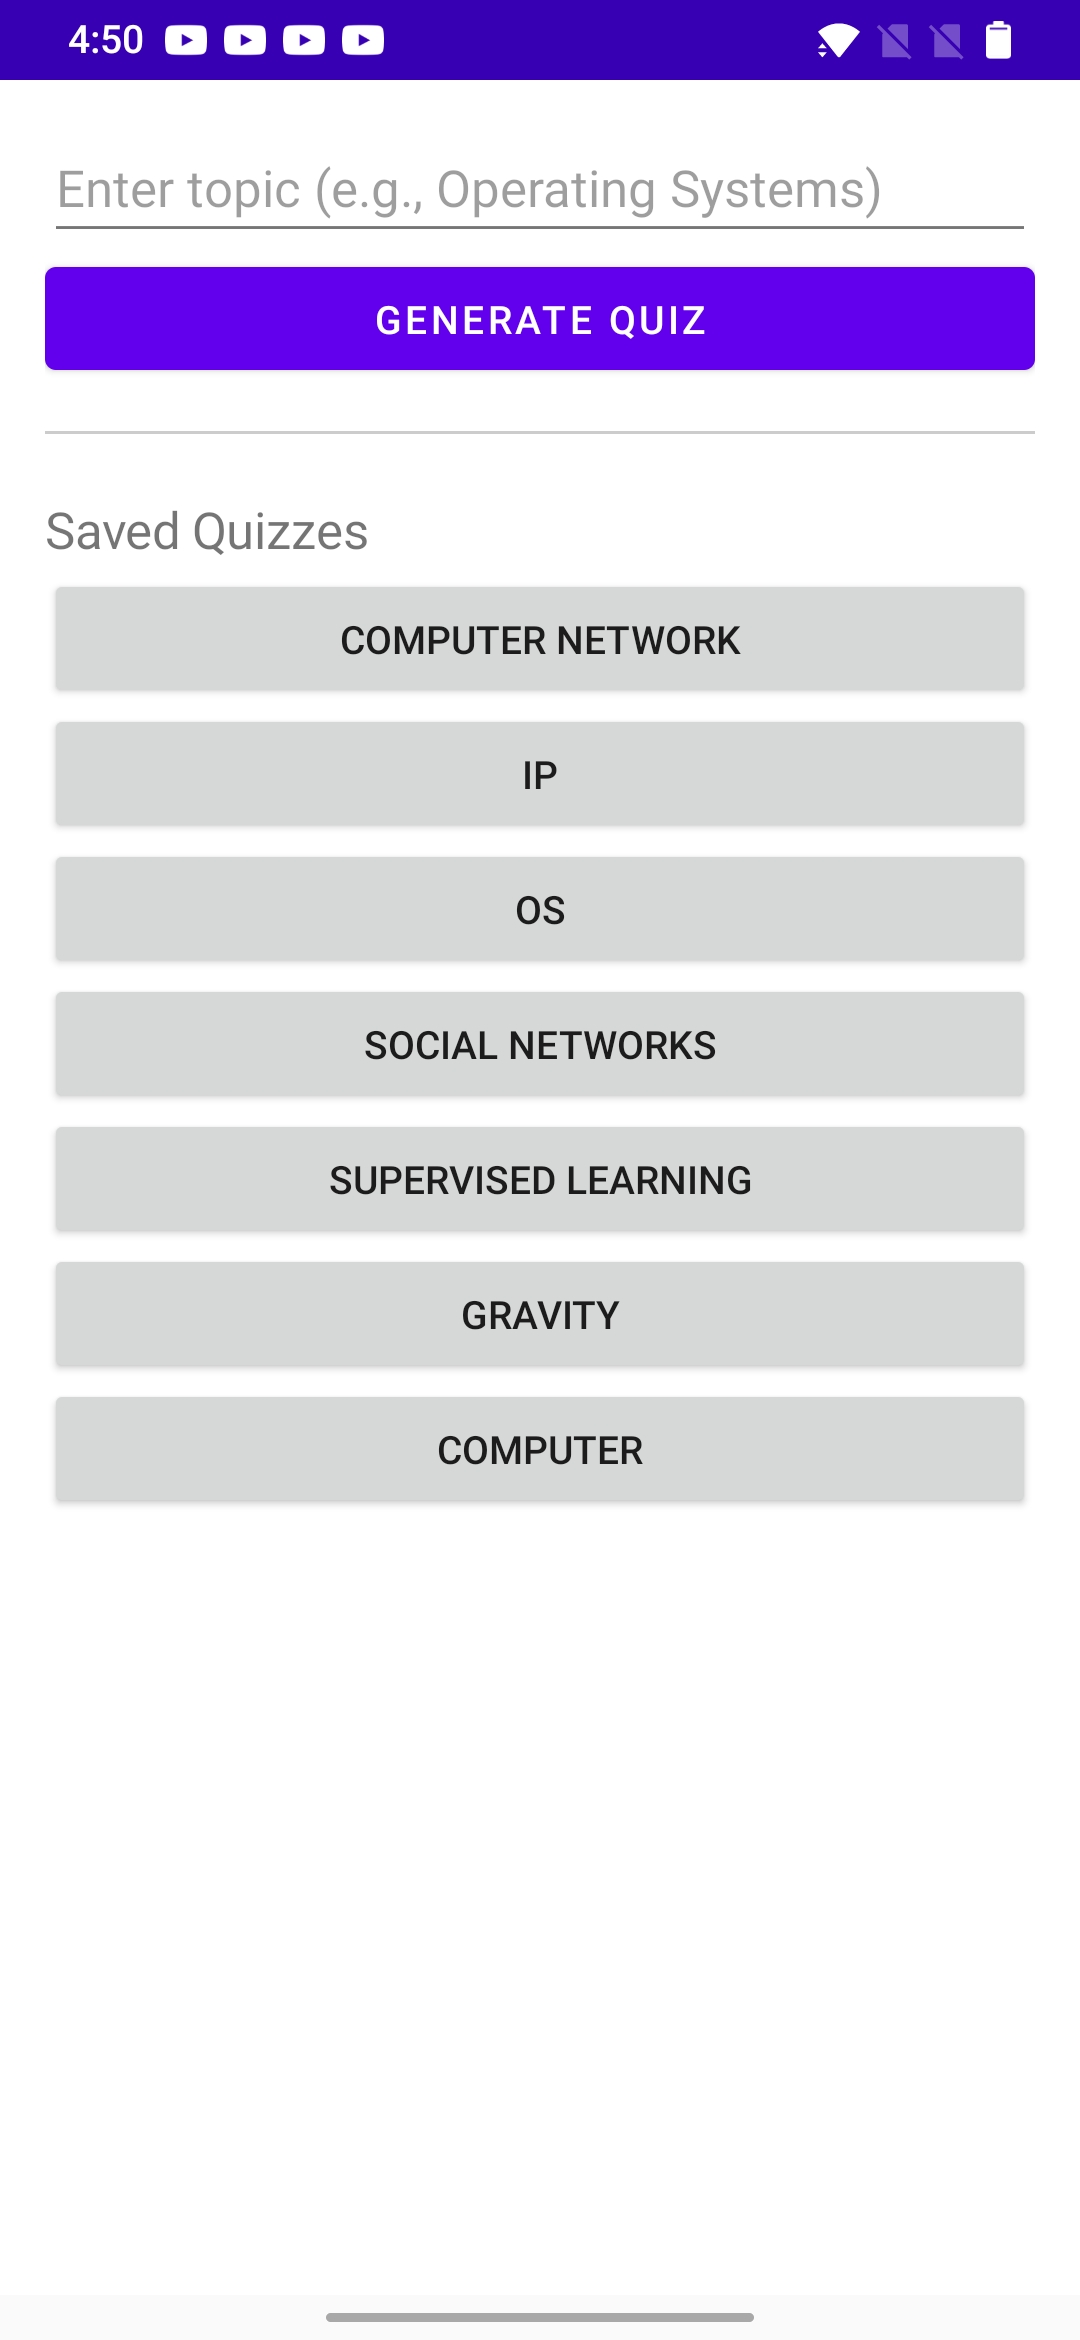 4:50
Enter topic (e.g., Operating Systems)
GENERATE QUIZ
Saved Quizzes
COMPUTER NETWORK
IP
OS
SOCIAL NETWORKS
SUPERVISED LEARNING
GRAVITY
COMPUTER